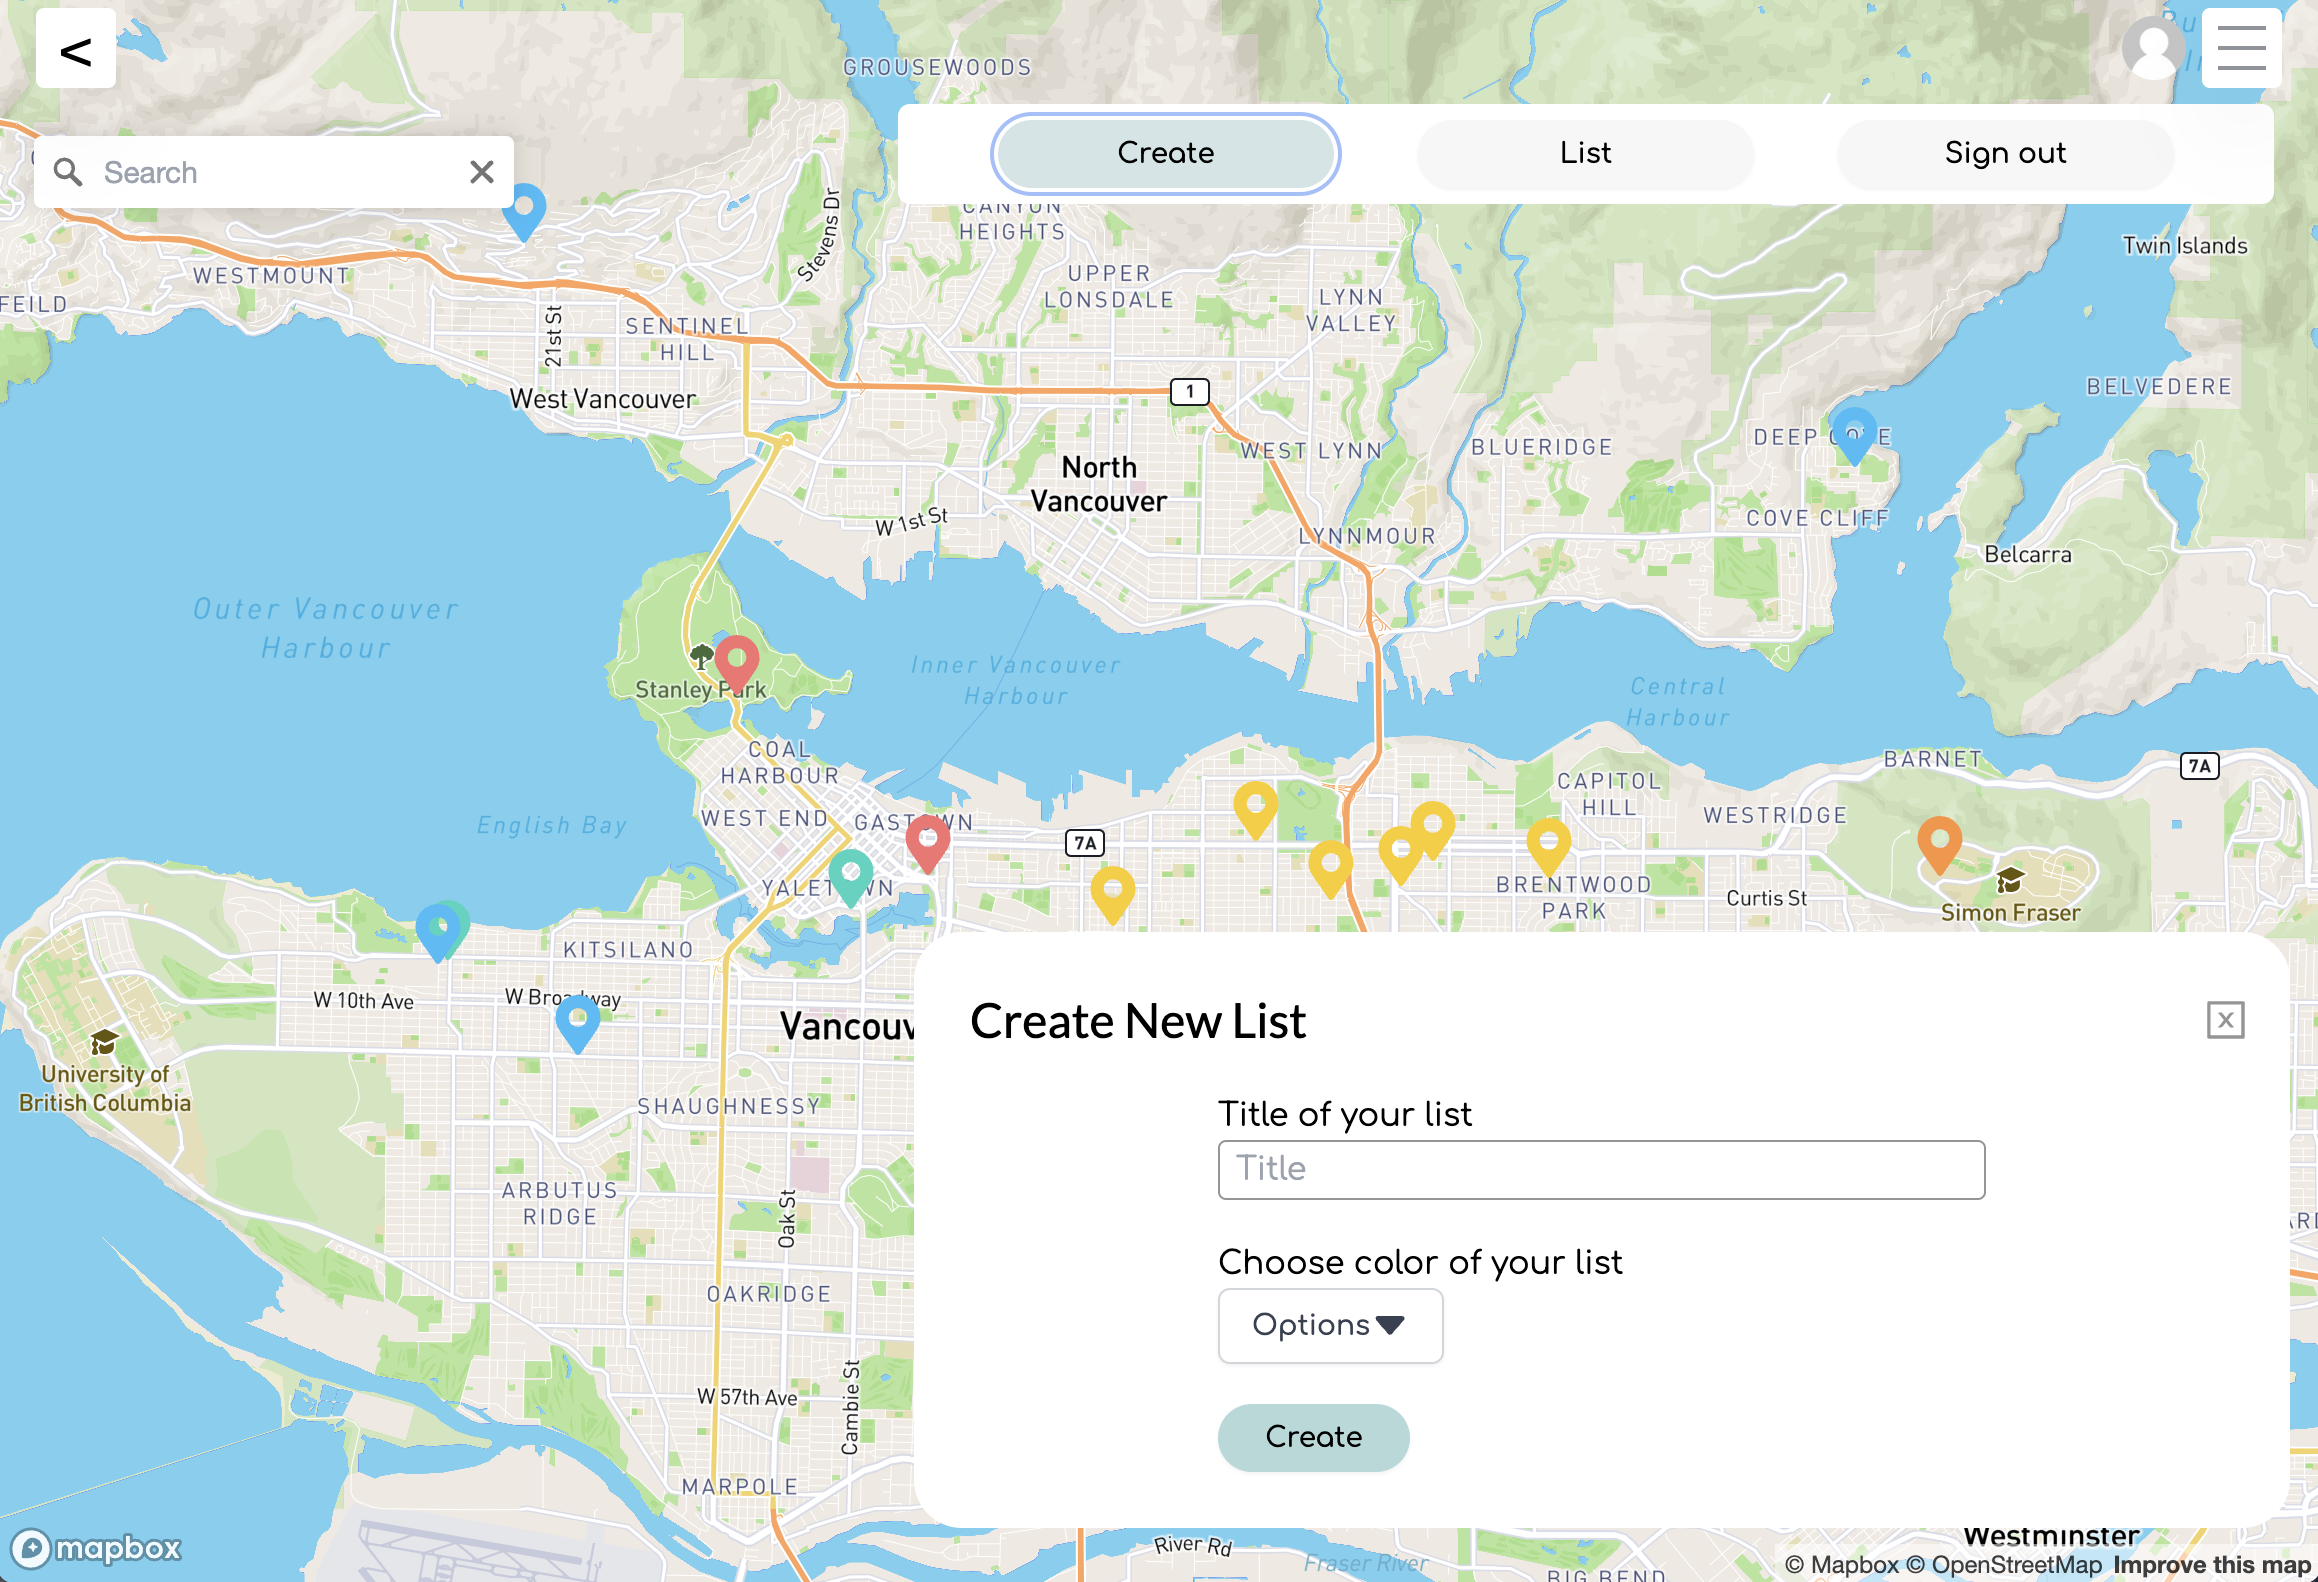 <
GROUSEWOODS
Search
Create
List
Sign out
CANYON
HEIGHTS
Stevens Dr
Twin Islands
WESTMOUNT
FEILD
UPPER
LONSDALE
LYNN
VALLEY
21st St
SENTINEL
HILL
West Vancouver
1
BELVEDERE
WEST LYNN
BLUERIDGE
DEEP COVE
North
Vancouver
W 1st St
LYNNMOUR
COVE CLIFF
Belcarra
Outer Vancouver
Harbour
Inner Vancouver
Harbour
Stanley Park
Central
Harbour
COAL
HARBOUR
BARNET
7A
CAPITOL
HILL
WEST END
GASTOWN
English Bay
7A
WESTRIDGE
YALETOWN
BRENTWOOD
PARK
Curtis St
Simon Fraser
KITSILANO
W 10th Ave
W Broadway
Vancouv
University of
British Columbia
SHAUGHNESSY
ARBUTUS
RIDGE
Oak St
OAKRIDGE
W 57th Ave
Cambie St
MARPOLE
Create New List
x
Title of your list
Title
Choose color of your list
Options
Create
Westminster
River Rd
Fraser River
BIG BEND
mapbox
© Mapbox © OpenStreetMap Improve this map